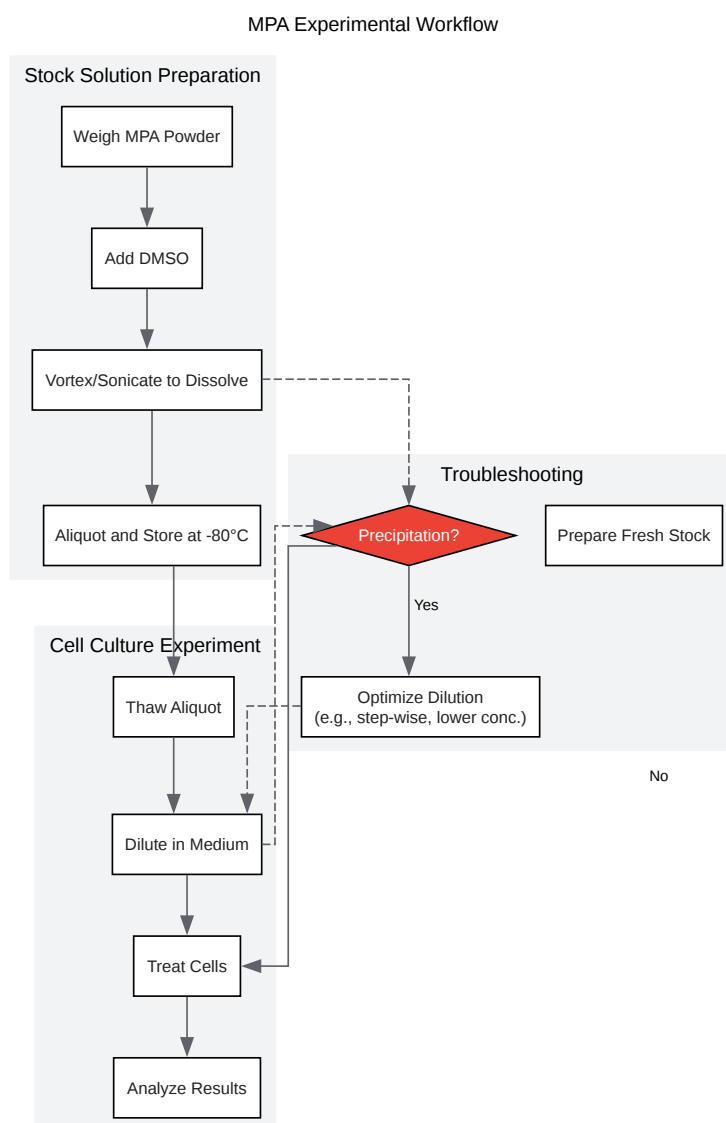 MPA Experimental Workflow
Stock Solution Preparation
Weigh MPA Powder
Add DMSO
Vortex/Sonicate to Dissolve
Aliquot and Store at -80°C
Troubleshooting
Precipitation?
Prepare Fresh Stock
Yes
Optimize Dilution
(e.g., step-wise, lower conc.)
No
Cell Culture Experiment
Thaw Aliquot
Dilute in Medium
Treat Cells
Analyze Results